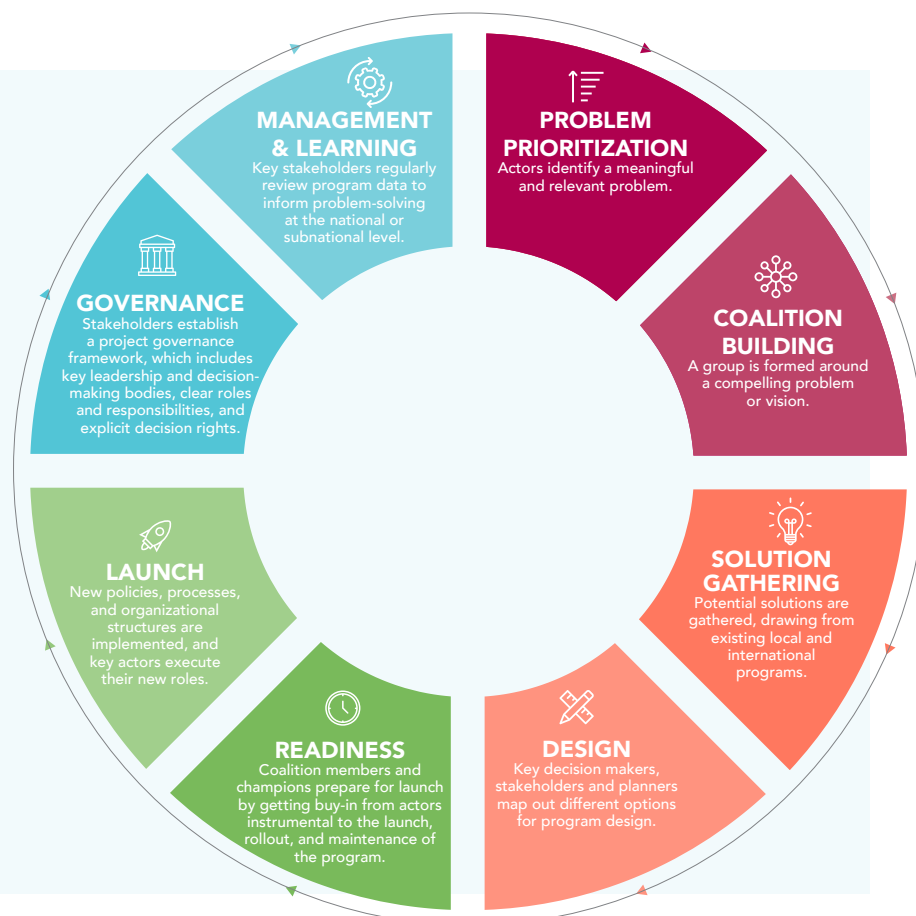 PROBLEM
PRIORITIZATION
Actors identify a meaningful
and relevant problem.
COALITION
BUILDING
A group is formed around
a compelling problem
or vision.
SOLUTION
GATHERING
Potential solutions are
gathered, drawing from
existing local and
international
programs.
DESIGN
Key decision makers,
stakeholders and planners
map out different options
for program design.
READINESS
Coalition members and
champions prepare for launch
by getting buy-in from actors
instrumental to the launch,
rollout, and maintenance of
the program.
LAUNCH
New policies, processes,
and organizational
structures are
implemented, and
key actors execute
their new roles.
GOVERNANCE
Stakeholders establish
a project governance
framework, which includes
key leadership and decision-
making bodies, clear roles
and responsibilities, and
explicit decision rights.
MANAGEMENT
& LEARNING
Key stakeholders regularly
review program data to
inform problem-solving
at the national or
subnational level.